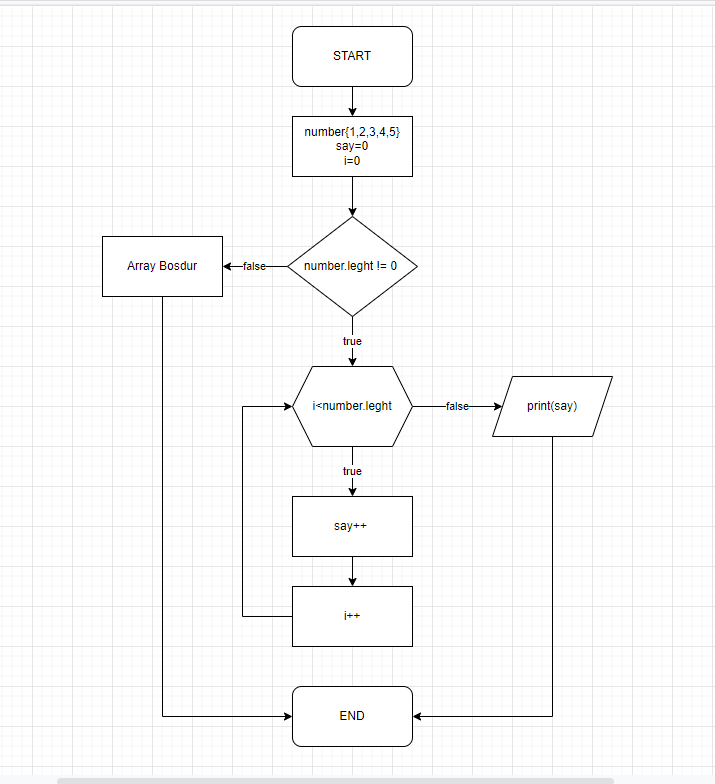 START
number{1,2,3,4,5}
say=0
i=0
number.leght != 0
false
Array Bosdur
true
i<number.leght
false
print(say)
true
say++
i++
END